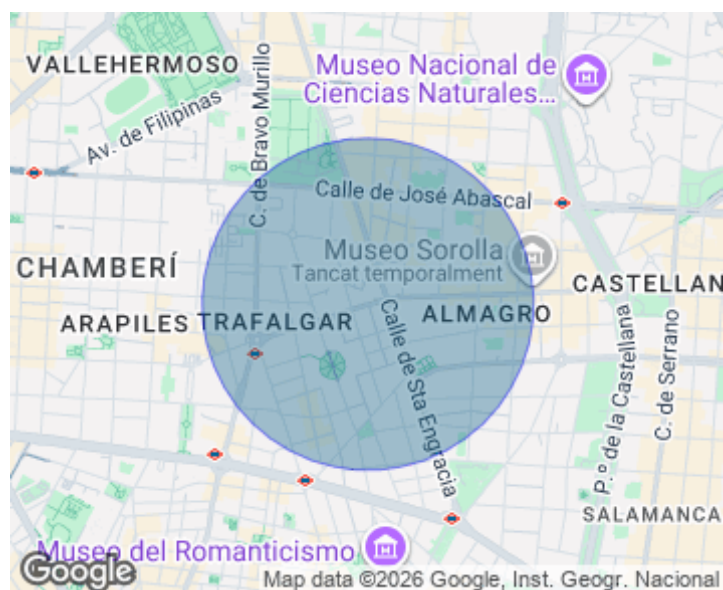 VALLEHERMOSO
Museo Nacional de
Ciencias Naturales...
Av. de Filipinas
C. de Bravo Murillo
Calle de José Abascal
Museo Sorolla
Tancat temporalment
CHAMBERÍ
CASTELLAN
ARAPILES
TRAFALGAR
ALMAGRO
Calle de Sta Engracia
P.º de la Castellana
C. de Serrano
SALAMANCA
Museo del Romanticismo
Google
Map data ©2026 Google, Inst. Geogr. Nacional